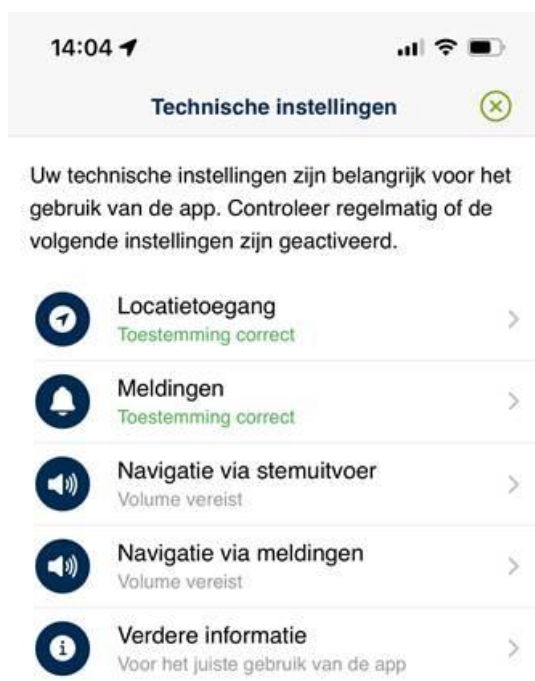 14:04
Technische instellingen
Uw technische instellingen zijn belangrijk voor het
gebruik van de app. Controleer regelmatig of de
volgende instellingen zijn geactiveerd.
Locatietoegang
Toestemming correct
Meldingen
Toestemming correct
Navigatie via stemuitvoer
Volume vereist
Navigatie via meldingen
Volume vereist
Verdere informatie
Voor het juiste gebruik van de app